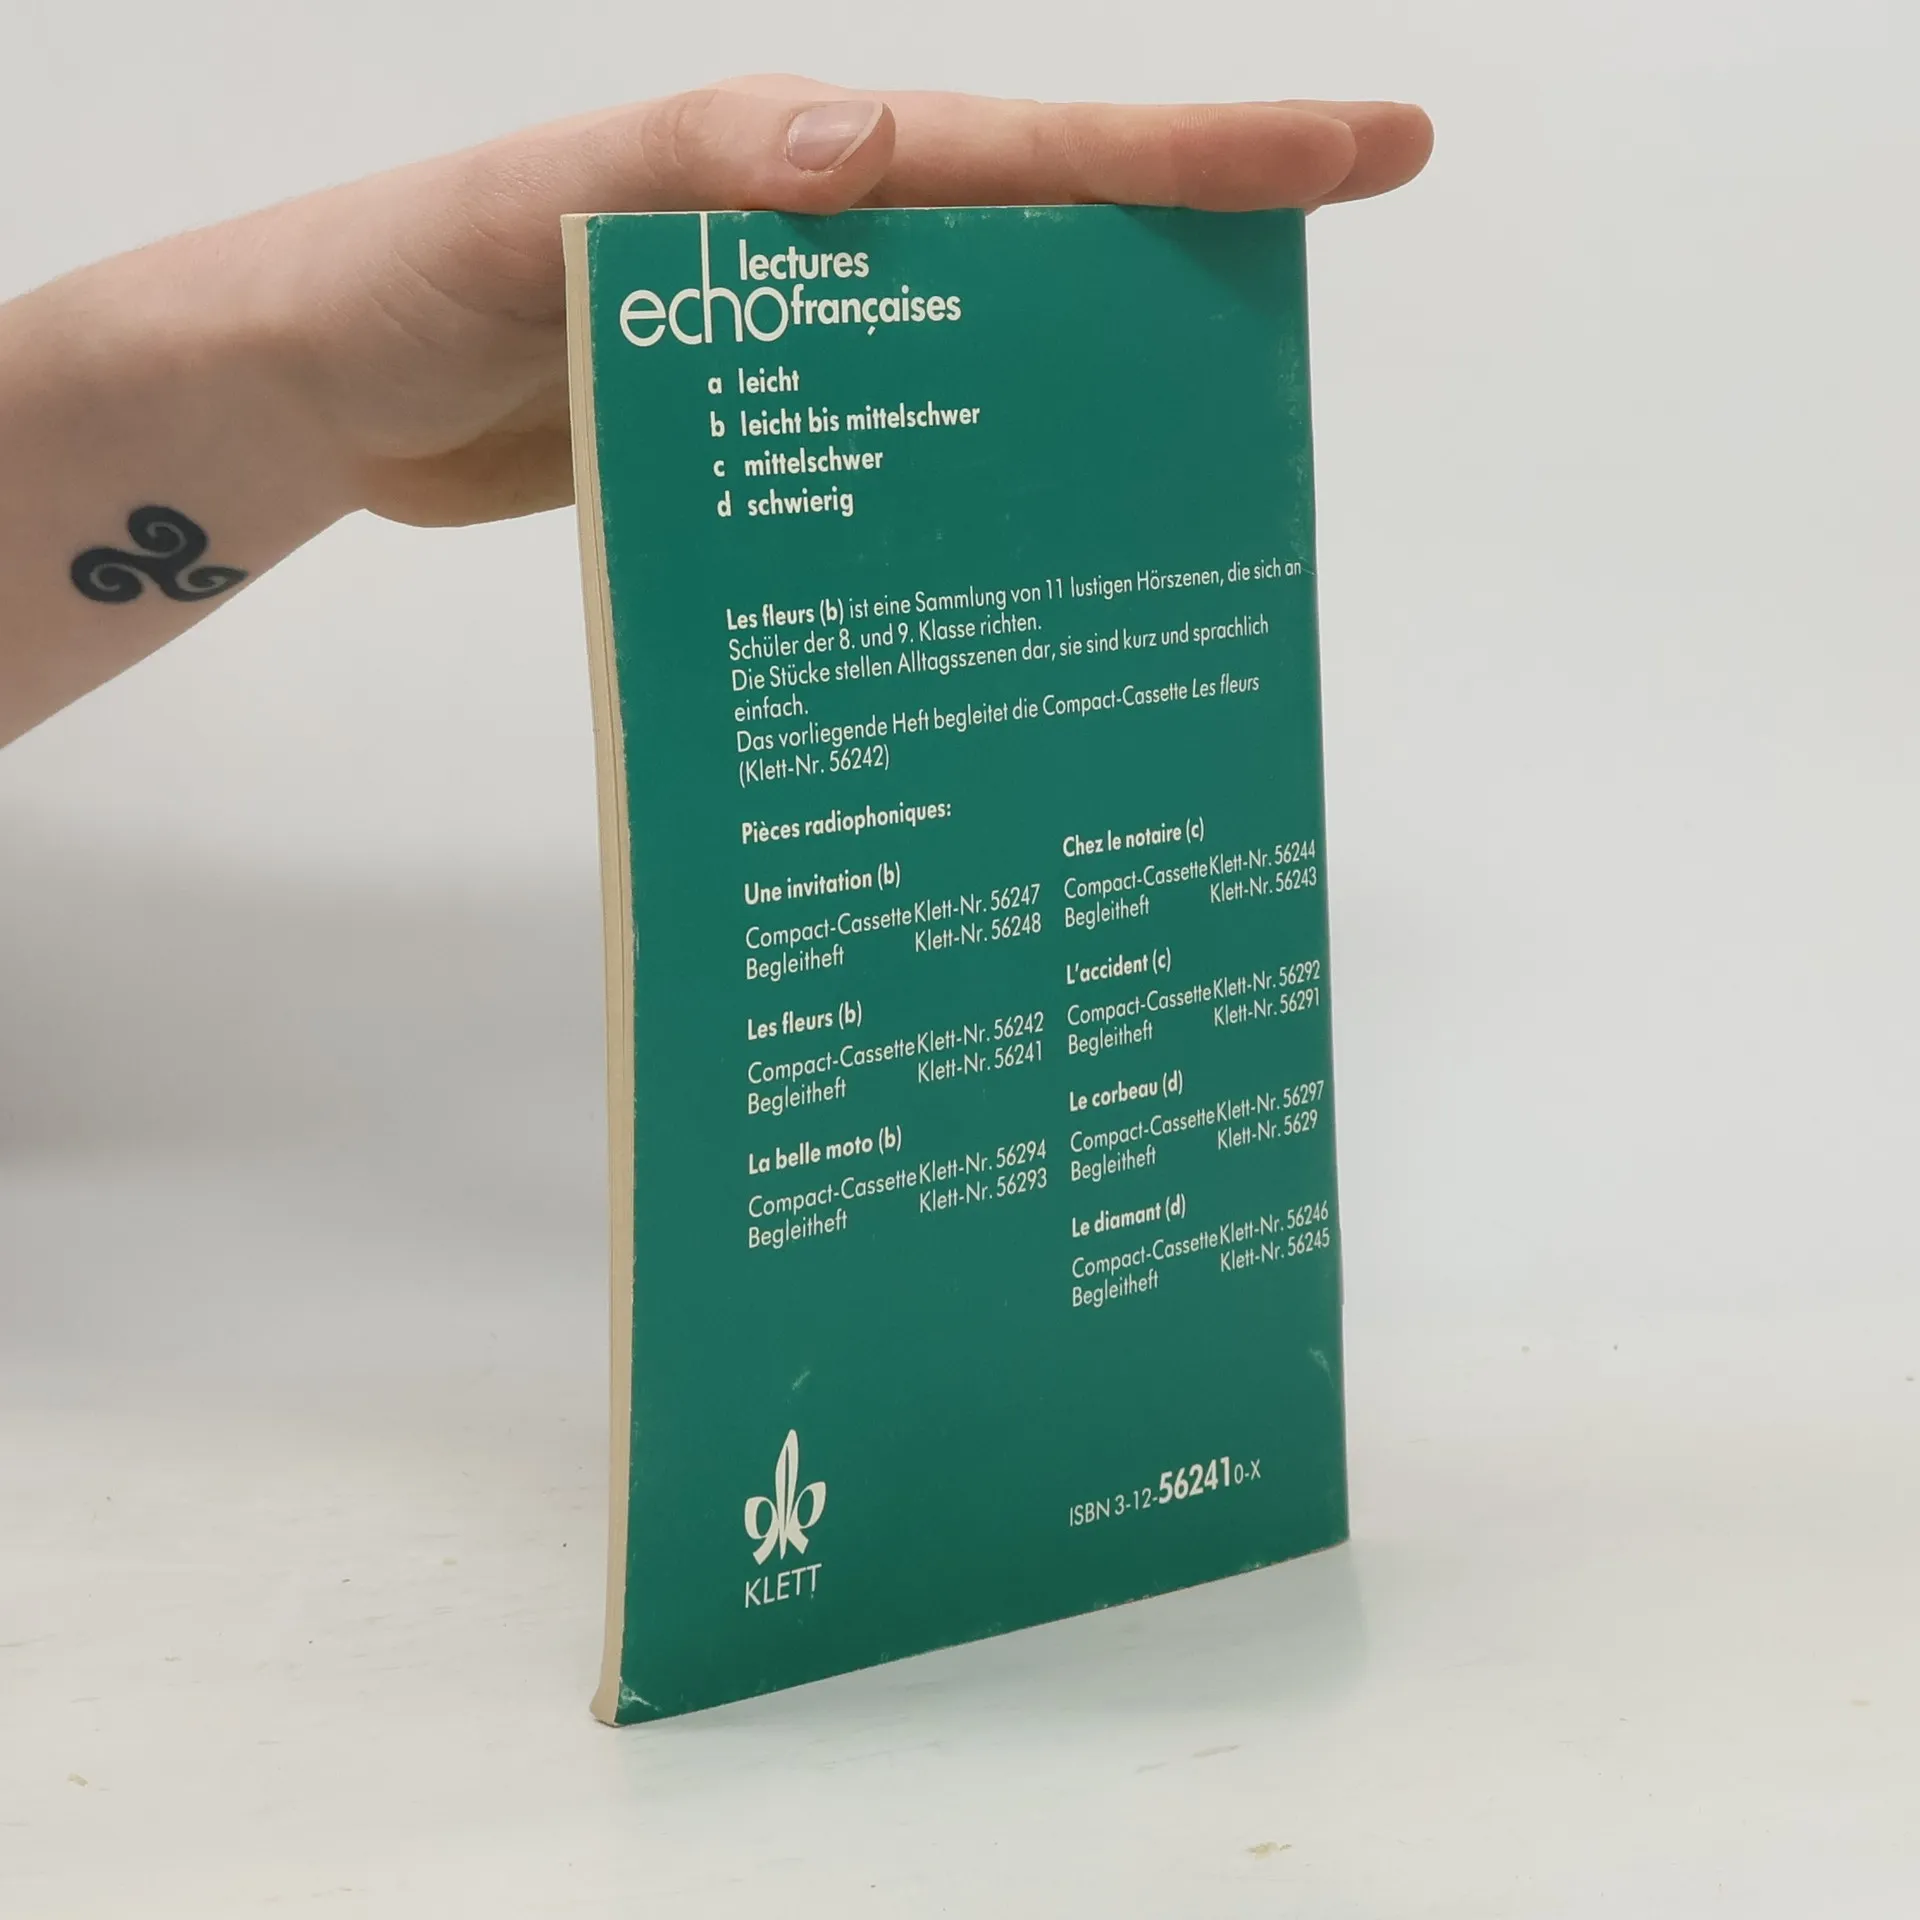 lectures
echo françaises
a leicht
b leicht bis mittelschwer
c mittelschwer
d schwierig
Les fleurs (b) ist eine Sammlung von 11 lustigen Hörszenen, die sich an
Schüler der 8. und 9. Klasse richten.
Die Stücke stellen Alltagsszenen dar, sie sind kurz und sprachlich
einfach.
Das vorliegende Heft begleitet die Compact-Cassette Les fleurs
(Klett-Nr. 56242)
Pièces radiophoniques:
Une invitation (b)
Compact-Cassette Klett-Nr. 56247
Begleitheft Klett-Nr. 56248
Les fleurs (b)
Compact-Cassette Klett-Nr. 56242
Begleitheft Klett-Nr. 56241
La belle moto (b)
Compact-Cassette Klett-Nr. 56294
Begleitheft Klett-Nr. 56293
Chez le notaire (c)
Compact-Cassette Klett-Nr. 56244
Begleitheft Klett-Nr. 56243
L'accident (c)
Compact-Cassette Klett-Nr. 56292
Begleitheft Klett-Nr. 56291
Le corbeau (d)
Compact-Cassette Klett-Nr. 56297
Begleitheft Klett-Nr. 5629
Le diamant (d)
Compact-Cassette Klett-Nr. 56246
Begleitheft Klett-Nr. 56245
KLETT
ISBN 3-12-562410-X